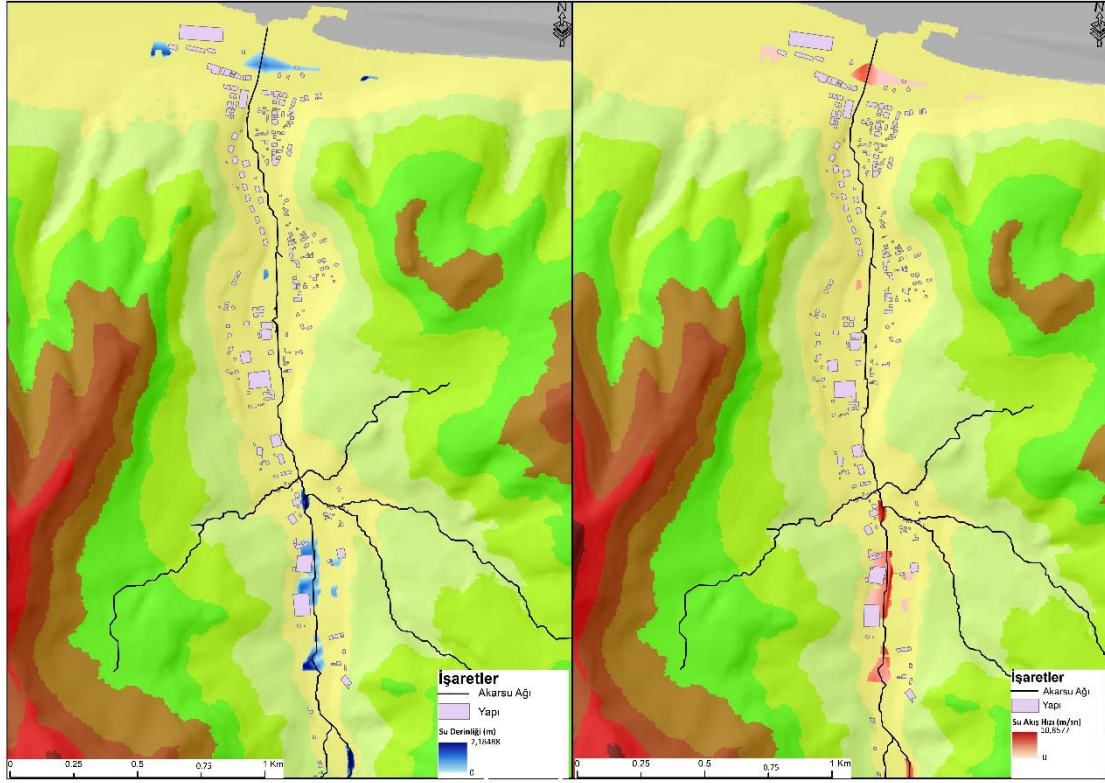 N
İşaretler
Akarsu Ağı
Yapı
Su Derinliği (m)
7,18488
0
0 0.25 0.5 0.75 1 Km
N
İşaretler
Akarsu Ağı
Yapı
Su Akış Hızı (m/sn)
10,8577
0
0 0.25 0.5 0.75 1 Km